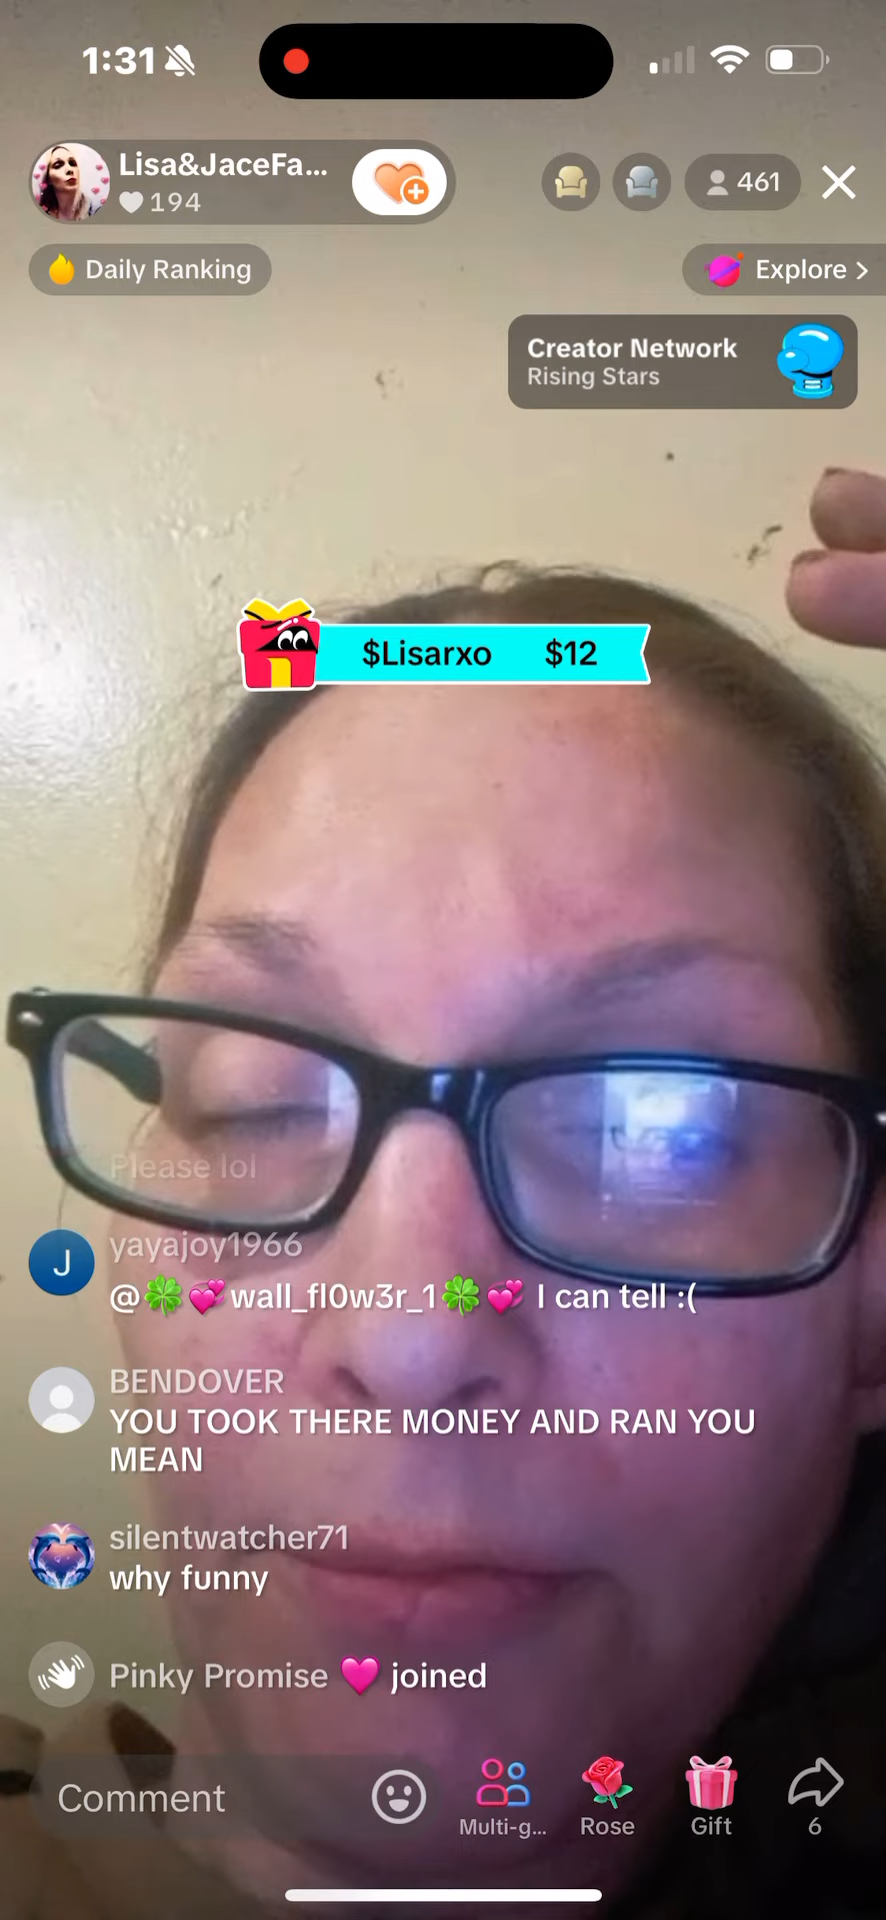 1:31
Lisa&JaceFa...
194
461
Daily Ranking
Explore >
Creator Network
Rising Stars
$Lisarxo $12
Please lol
J
yayajoy1966
@🍀💞wall_fl0w3r_1🍀💞 I can tell :(
BENDOVER
YOU TOOK THERE MONEY AND RAN YOU
MEAN
silentwatcher71
why funny
Pinky Promise 💗 joined
Comment
Multi-g...
Rose
Gift
6